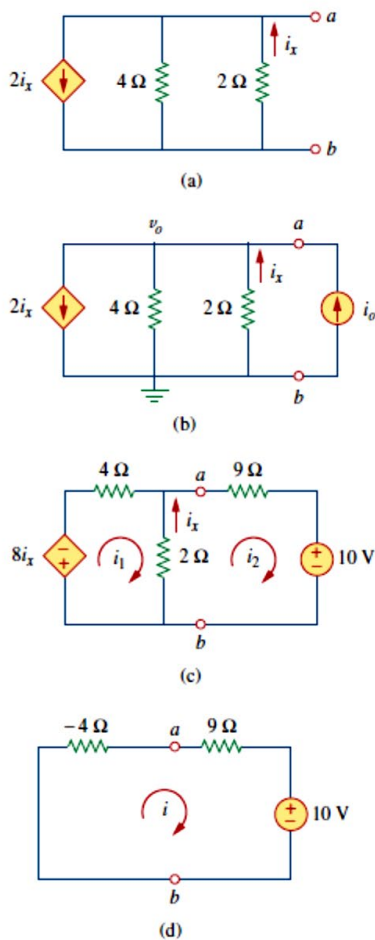 a
i_x
2i_x
4 Ω
2 Ω
b
(a)
v_o
a
i_x
2i_x
4 Ω
2 Ω
i_o
b
(b)
4 Ω
a
9 Ω
i_x
8i_x
i_1
2 Ω
i_2
10 V
b
(c)
−4 Ω
a
9 Ω
i
10 V
b
(d)